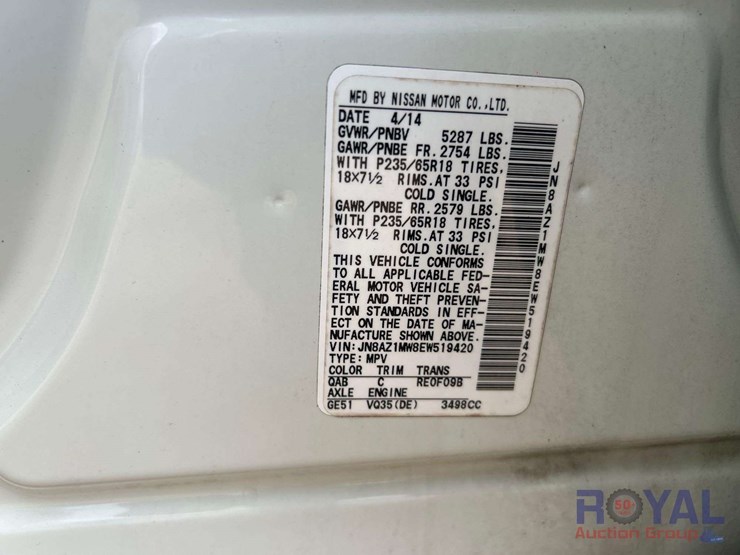 MFD BY NISSAN MOTOR CO.,LTD.
DATE 4/14
GVWR/PNBV 5287 LBS.
GAWR/PNBE FR. 2754 LBS.
WITH P235/65R18 TIRES,
18X7½ RIMS.AT 33 PSI
COLD SINGLE.
GAWR/PNBE RR. 2579 LBS.
WITH P235/65R18 TIRES,
18X7½ RIMS.AT 33 PSI
COLD SINGLE.
THIS VEHICLE CONFORMS
TO ALL APPLICABLE FED-
ERAL MOTOR VEHICLE SA-
FETY AND THEFT PREVEN-
TION STANDARDS IN EFF-
ECT ON THE DATE OF MA-
NUFACTURE SHOWN ABOVE.
VIN: JN8AZ1MW8EW519420
TYPE: MPV
COLOR TRIM TRANS
QAB C RE0F09B
AXLE ENGINE
GE51 VQ35(DE) 3498CC
JN8AZ1MW8EW519420
ROYAL
50
Auction Group